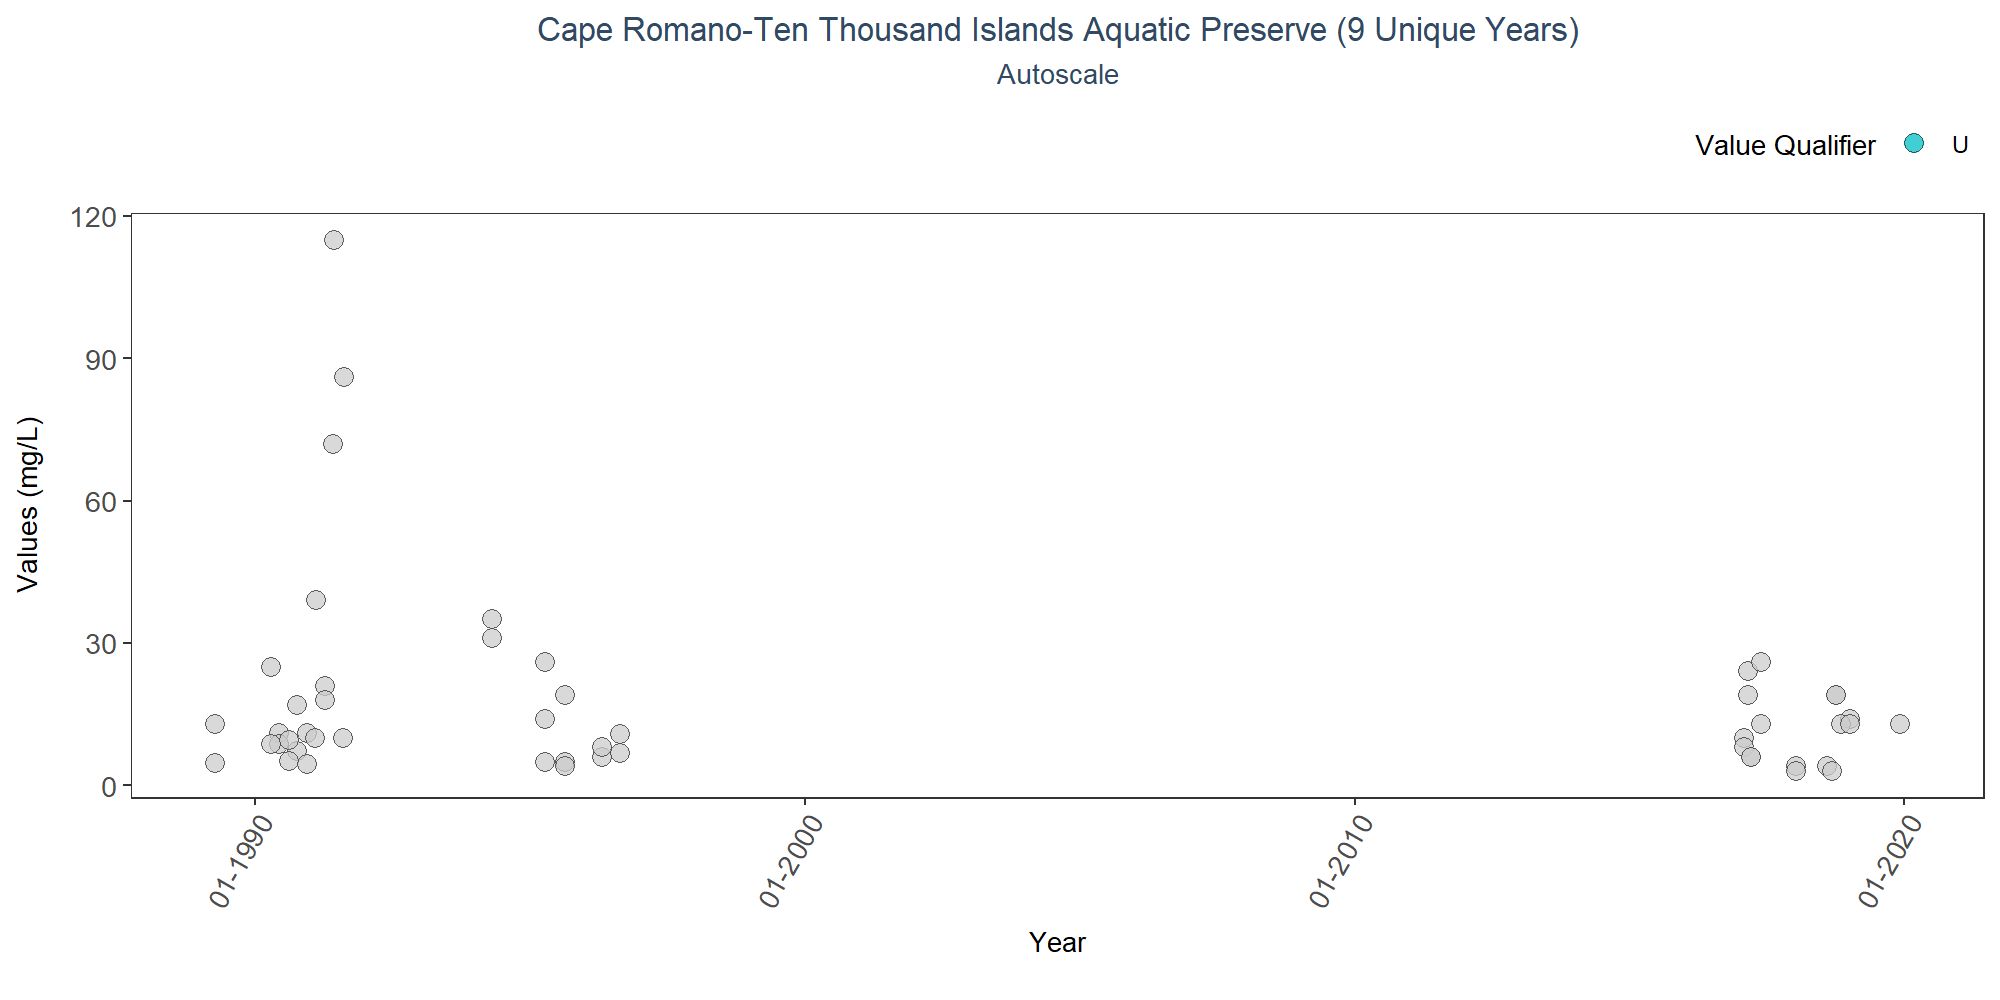 Cape Romano-Ten Thousand Islands Aquatic Preserve (9 Unique Years)
Autoscale
Value Qualifier U
120
90
60
30
0
Values (mg/L)
01-1990
01-2000
01-2010
01-2020
Year